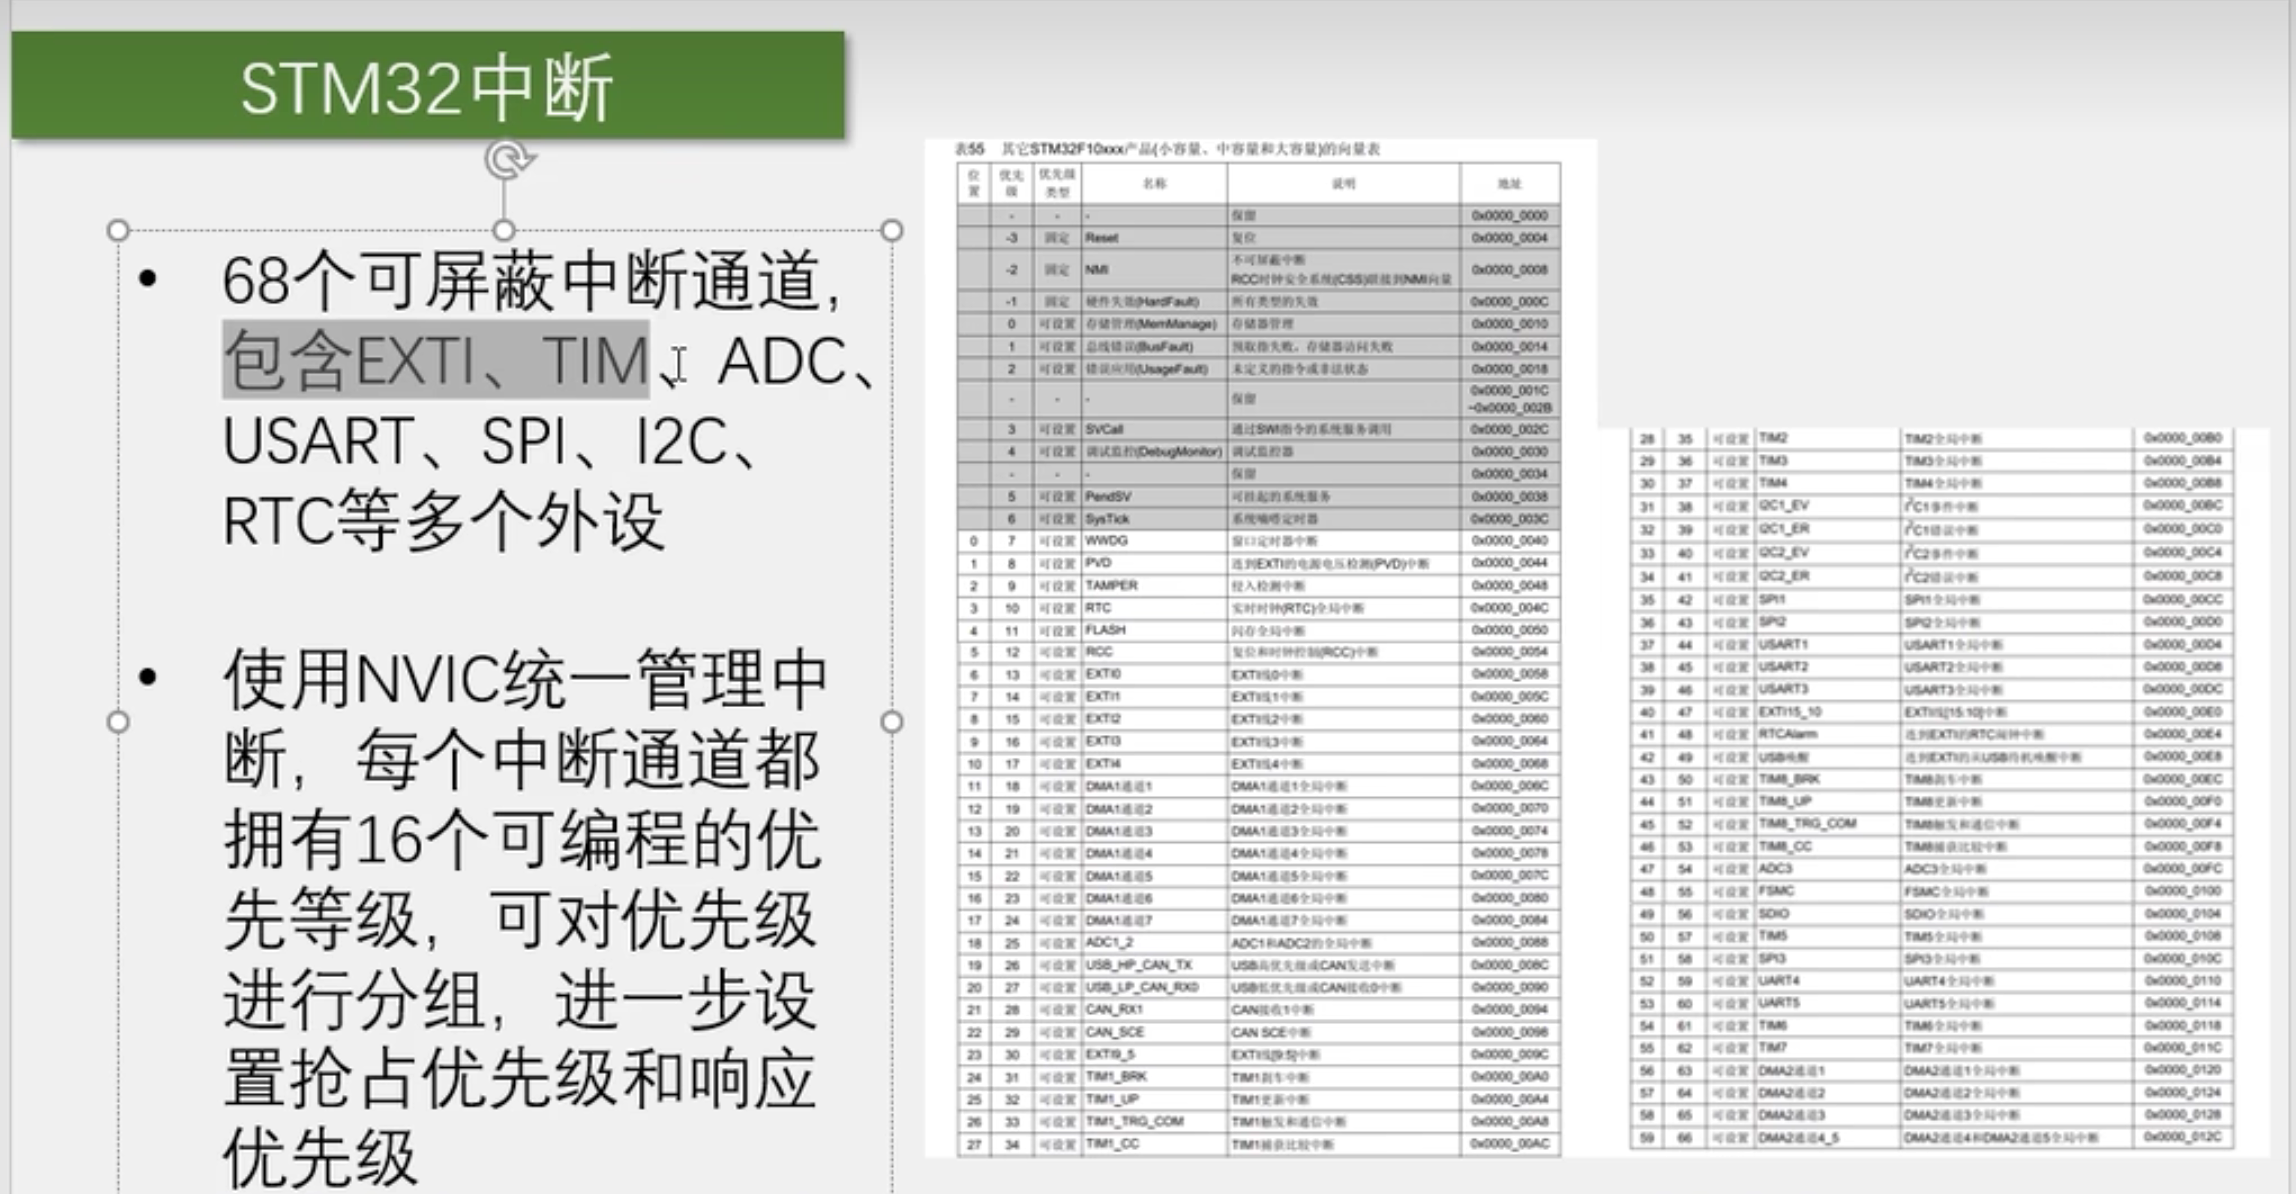 STM32中断
68个可屏蔽中断通道,
包含EXTI、TIM、ADC、
USART、SPI、I2C、
RTC等多个外设
使用NVIC统一管理中
断,每个中断通道都
拥有16个可编程的优
先等级,可对优先级
进行分组,进一步设
置抢占优先级和响应
优先级
表55 其它STM32F10xxx产品(小容量、中容量和大容量)的向量表
位置 优先级 优先级类型 名称 说明 地址
- - - 保留 0x0000_0000
-3 固定 Reset 复位 0x0000_0004
-2 固定 NMI 不可屏蔽中断 RCC时钟安全系统(CSS)联接到NMI向量 0x0000_0008
-1 固定 硬件失效(HardFault) 所有类型的失效 0x0000_000C
0 可设置 存储管理(MemManage) 存储器管理 0x0000_0010
1 可设置 总线错误(BusFault) 预取指失败,存储器访问失败 0x0000_0014
2 可设置 错误应用(UsageFault) 未定义的指令或非法状态 0x0000_0018
- - - 保留 0x0000_001C ~0x0000_002B
3 可设置 SVCall 通过SWI指令的系统服务调用 0x0000_002C
4 可设置 调试监控(DebugMonitor) 调试监控器 0x0000_0030
- - - 保留 0x0000_0034
5 可设置 PendSV 可挂起的系统服务 0x0000_0038
6 可设置 SysTick 系统嘀嗒定时器 0x0000_003C
0 7 可设置 WWDG 窗口定时器中断 0x0000_0040
1 8 可设置 PVD 连到EXTI的电源电压检测(PVD)中断 0x0000_0044
2 9 可设置 TAMPER 侵入检测中断 0x0000_0048
3 10 可设置 RTC 实时时钟(RTC)全局中断 0x0000_004C
4 11 可设置 FLASH 闪存全局中断 0x0000_0050
5 12 可设置 RCC 复位和时钟控制(RCC)中断 0x0000_0054
6 13 可设置 EXTI0 EXTI线0中断 0x0000_0058
7 14 可设置 EXTI1 EXTI线1中断 0x0000_005C
8 15 可设置 EXTI2 EXTI线2中断 0x0000_0060
9 16 可设置 EXTI3 EXTI线3中断 0x0000_0064
10 17 可设置 EXTI4 EXTI线4中断 0x0000_0068
11 18 可设置 DMA1通道1 DMA1通道1全局中断 0x0000_006C
12 19 可设置 DMA1通道2 DMA1通道2全局中断 0x0000_0070
13 20 可设置 DMA1通道3 DMA1通道3全局中断 0x0000_0074
14 21 可设置 DMA1通道4 DMA1通道4全局中断 0x0000_0078
15 22 可设置 DMA1通道5 DMA1通道5全局中断 0x0000_007C
16 23 可设置 DMA1通道6 DMA1通道6全局中断 0x0000_0080
17 24 可设置 DMA1通道7 DMA1通道7全局中断 0x0000_0084
18 25 可设置 ADC1_2 ADC1和ADC2的全局中断 0x0000_0088
19 26 可设置 USB_HP_CAN_TX USB高优先级或CAN发送中断 0x0000_008C
20 27 可设置 USB_LP_CAN_RX0 USB低优先级或CAN接收0中断 0x0000_0090
21 28 可设置 CAN_RX1 CAN接收1中断 0x0000_0094
22 29 可设置 CAN_SCE CAN SCE中断 0x0000_0098
23 30 可设置 EXTI9_5 EXTI线[9:5]中断 0x0000_009C
24 31 可设置 TIM1_BRK TIM1刹车中断 0x0000_00A0
25 32 可设置 TIM1_UP TIM1更新中断 0x0000_00A4
26 33 可设置 TIM1_TRG_COM TIM1触发和通信中断 0x0000_00A8
27 34 可设置 TIM1_CC TIM1捕获比较中断 0x0000_00AC
28 35 可设置 TIM2 TIM2全局中断 0x0000_00B0
29 36 可设置 TIM3 TIM3全局中断 0x0000_00B4
30 37 可设置 TIM4 TIM4全局中断 0x0000_00B8
31 38 可设置 I2C1_EV I²C1事件中断 0x0000_00BC
32 39 可设置 I2C1_ER I²C1错误中断 0x0000_00C0
33 40 可设置 I2C2_EV I²C2事件中断 0x0000_00C4
34 41 可设置 I2C2_ER I²C2错误中断 0x0000_00C8
35 42 可设置 SPI1 SPI1全局中断 0x0000_00CC
36 43 可设置 SPI2 SPI2全局中断 0x0000_00D0
37 44 可设置 USART1 USART1全局中断 0x0000_00D4
38 45 可设置 USART2 USART2全局中断 0x0000_00D8
39 46 可设置 USART3 USART3全局中断 0x0000_00DC
40 47 可设置 EXTI15_10 EXTI线[15:10]中断 0x0000_00E0
41 48 可设置 RTCAlarm 连到EXTI的RTC闹钟中断 0x0000_00E4
42 49 可设置 USB唤醒 连到EXTI的从USB待机唤醒中断 0x0000_00E8
43 50 可设置 TIM8_BRK TIM8刹车中断 0x0000_00EC
44 51 可设置 TIM8_UP TIM8更新中断 0x0000_00F0
45 52 可设置 TIM8_TRG_COM TIM8触发和通信中断 0x0000_00F4
46 53 可设置 TIM8_CC TIM8捕获比较中断 0x0000_00F8
47 54 可设置 ADC3 ADC3全局中断 0x0000_00FC
48 55 可设置 FSMC FSMC全局中断 0x0000_0100
49 56 可设置 SDIO SDIO全局中断 0x0000_0104
50 57 可设置 TIM5 TIM5全局中断 0x0000_0108
51 58 可设置 SPI3 SPI3全局中断 0x0000_010C
52 59 可设置 UART4 UART4全局中断 0x0000_0110
53 60 可设置 UART5 UART5全局中断 0x0000_0114
54 61 可设置 TIM6 TIM6全局中断 0x0000_0118
55 62 可设置 TIM7 TIM7全局中断 0x0000_011C
56 63 可设置 DMA2通道1 DMA2通道1全局中断 0x0000_0120
57 64 可设置 DMA2通道2 DMA2通道2全局中断 0x0000_0124
58 65 可设置 DMA2通道3 DMA2通道3全局中断 0x0000_0128
59 66 可设置 DMA2通道4_5 DMA2通道4和DMA2通道5全局中断 0x0000_012C